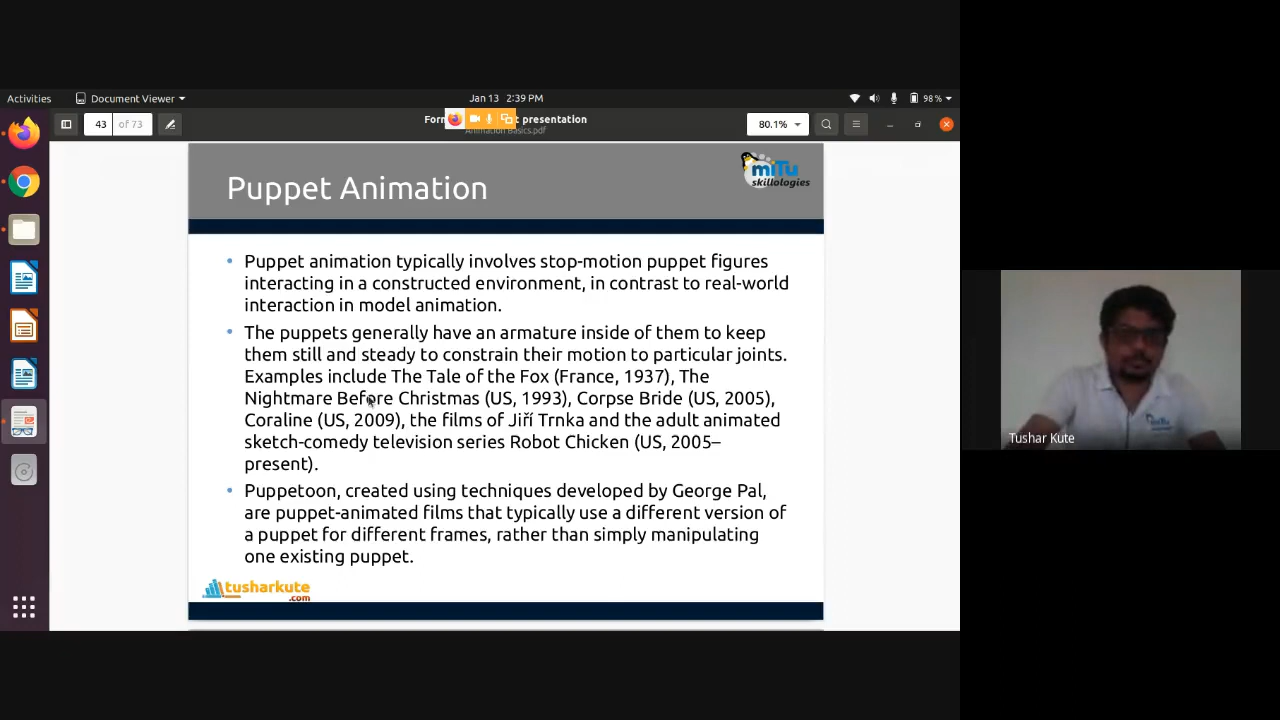 Activities
Document Viewer
Jan 13 2:39 PM
98%
43 of 73
Form
t presentation
Animation Basics.pdf
80.1%
Puppet Animation
miTu
skillologies
• Puppet animation typically involves stop-motion puppet figures
interacting in a constructed environment, in contrast to real-world
interaction in model animation.
• The puppets generally have an armature inside of them to keep
them still and steady to constrain their motion to particular joints.
Examples include The Tale of the Fox (France, 1937), The
Nightmare Before Christmas (US, 1993), Corpse Bride (US, 2005),
Coraline (US, 2009), the films of Jiří Trnka and the adult animated
sketch-comedy television series Robot Chicken (US, 2005–
present).
• Puppetoon, created using techniques developed by George Pal,
are puppet-animated films that typically use a different version of
a puppet for different frames, rather than simply manipulating
one existing puppet.
tusharkute
.com
Tushar Kute